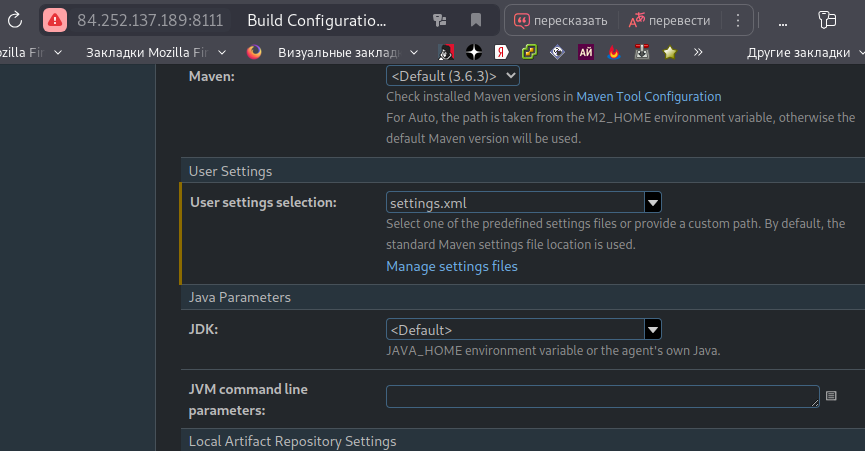 84.252.137.189:8111 Build Configuratio... пересказать перевести ...
zilla Fir Закладки Mozilla Fir Визуальные заклад АЙ » Другие закладки
Maven: <Default (3.6.3)>
Check installed Maven versions in Maven Tool Configuration
For Auto, the path is taken from the M2_HOME environment variable, otherwise the
default Maven version will be used.
User Settings
User settings selection: settings.xml
Select one of the predefined settings files or provide a custom path. By default, the
standard Maven settings file location is used.
Manage settings files
Java Parameters
JDK: <Default>
JAVA_HOME environment variable or the agent's own Java.
JVM command line
parameters:
Local Artifact Repository Settings